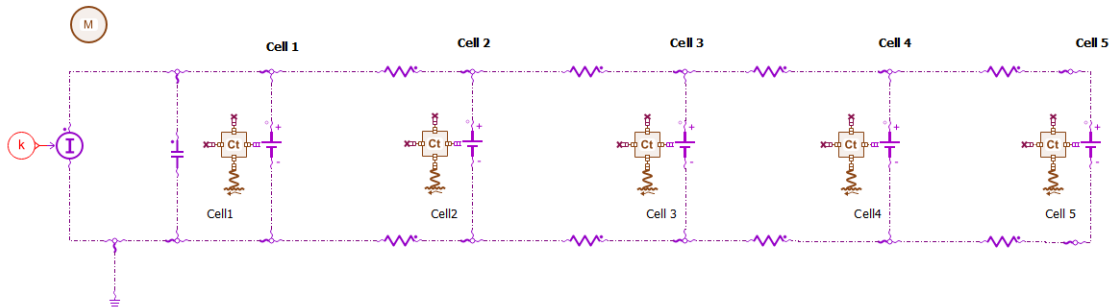 M
Cell 1
Cell 2
Cell 3
Cell 4
Cell 5
k
I
Ct
Ct
Ct
Ct
Ct
+
+
+
+
+
-
-
-
-
-
Cell1
Cell2
Cell 3
Cell4
Cell 5